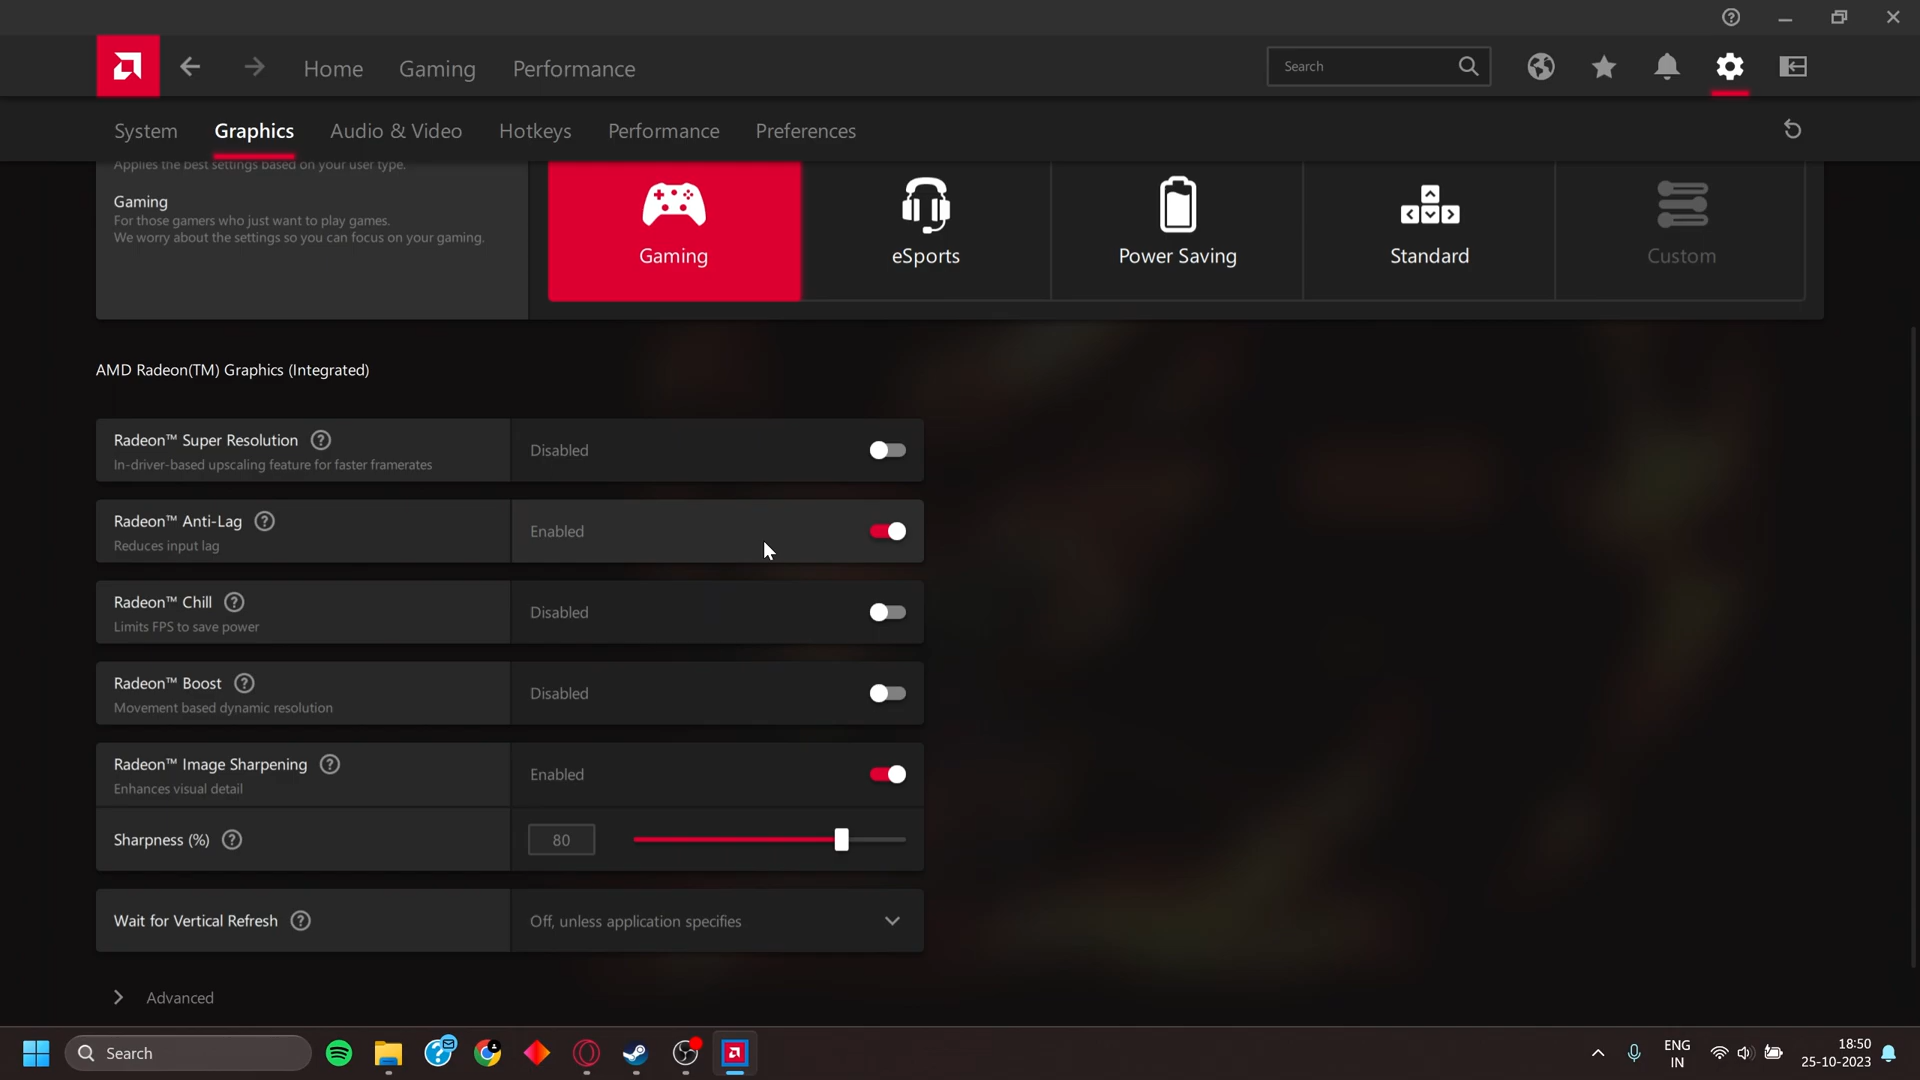 Home
Gaming
Performance
Search
System
Graphics
Audio & Video
Hotkeys
Performance
Preferences
Applies the best settings based on your user type.
Gaming
For those gamers who just want to play games.
We worry about the settings so you can focus on your gaming.
Gaming
eSports
Power Saving
Standard
Custom
AMD Radeon(TM) Graphics (Integrated)
Radeon™ Super Resolution
In-driver-based upscaling feature for faster framerates
Disabled
Radeon™ Anti-Lag
Reduces input lag
Enabled
Radeon™ Chill
Limits FPS to save power
Disabled
Radeon™ Boost
Movement based dynamic resolution
Disabled
Radeon™ Image Sharpening
Enhances visual detail
Enabled
Sharpness (%)
80
Wait for Vertical Refresh
Off, unless application specifies
Advanced
Search
ENG
IN
18:50
25-10-2023